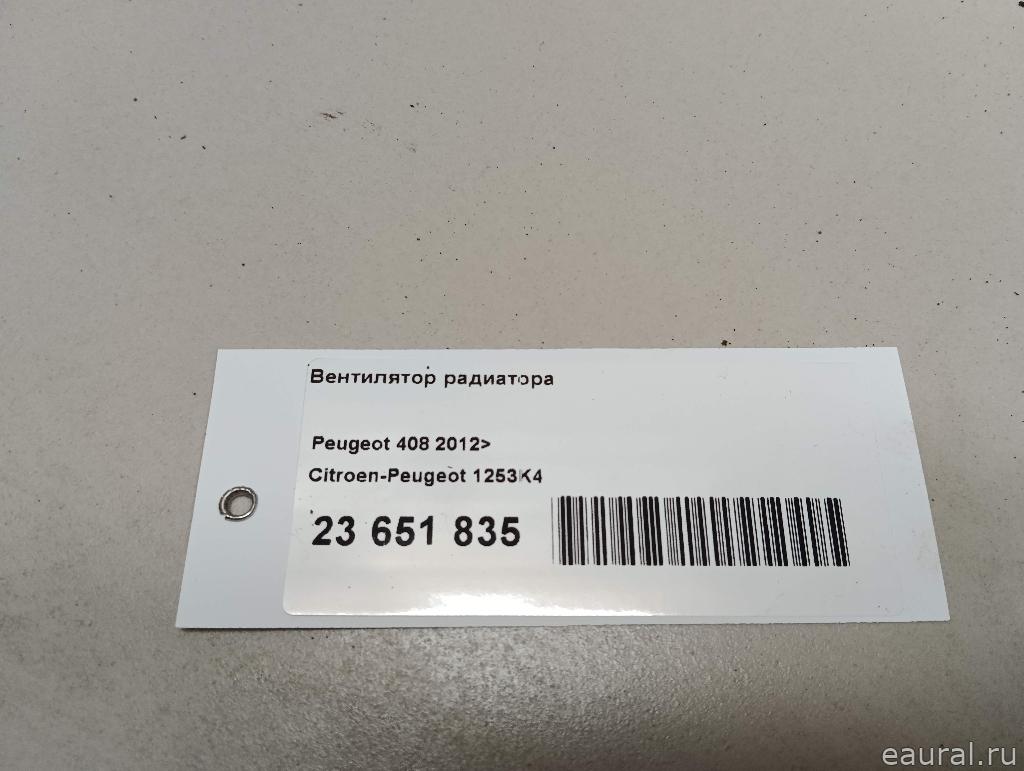 Вентилятор радиатора
Peugeot 408 2012>
Citroen-Peugeot 1253K4
23 651 835
eaural.ru